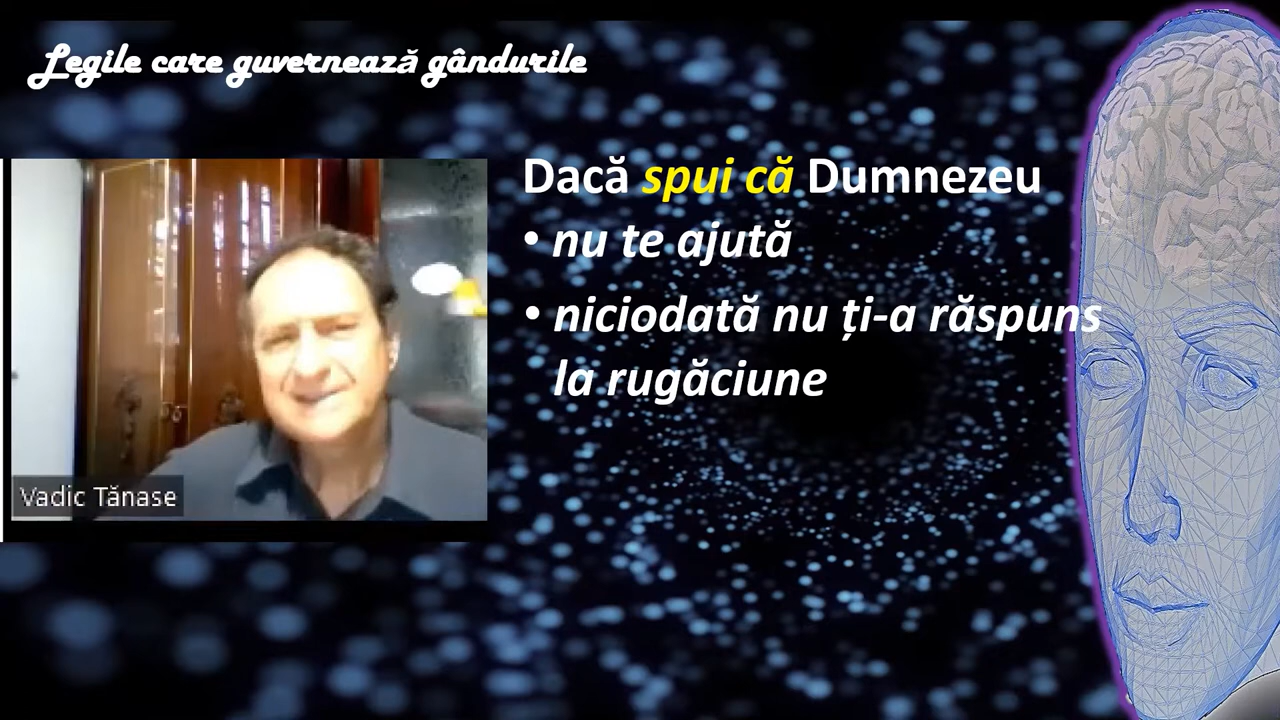 Legile care guvernează gândurile
Dacă spui că Dumnezeu
• nu te ajută
• niciodată nu ți-a răspuns
la rugăciune
Vadic Tănase